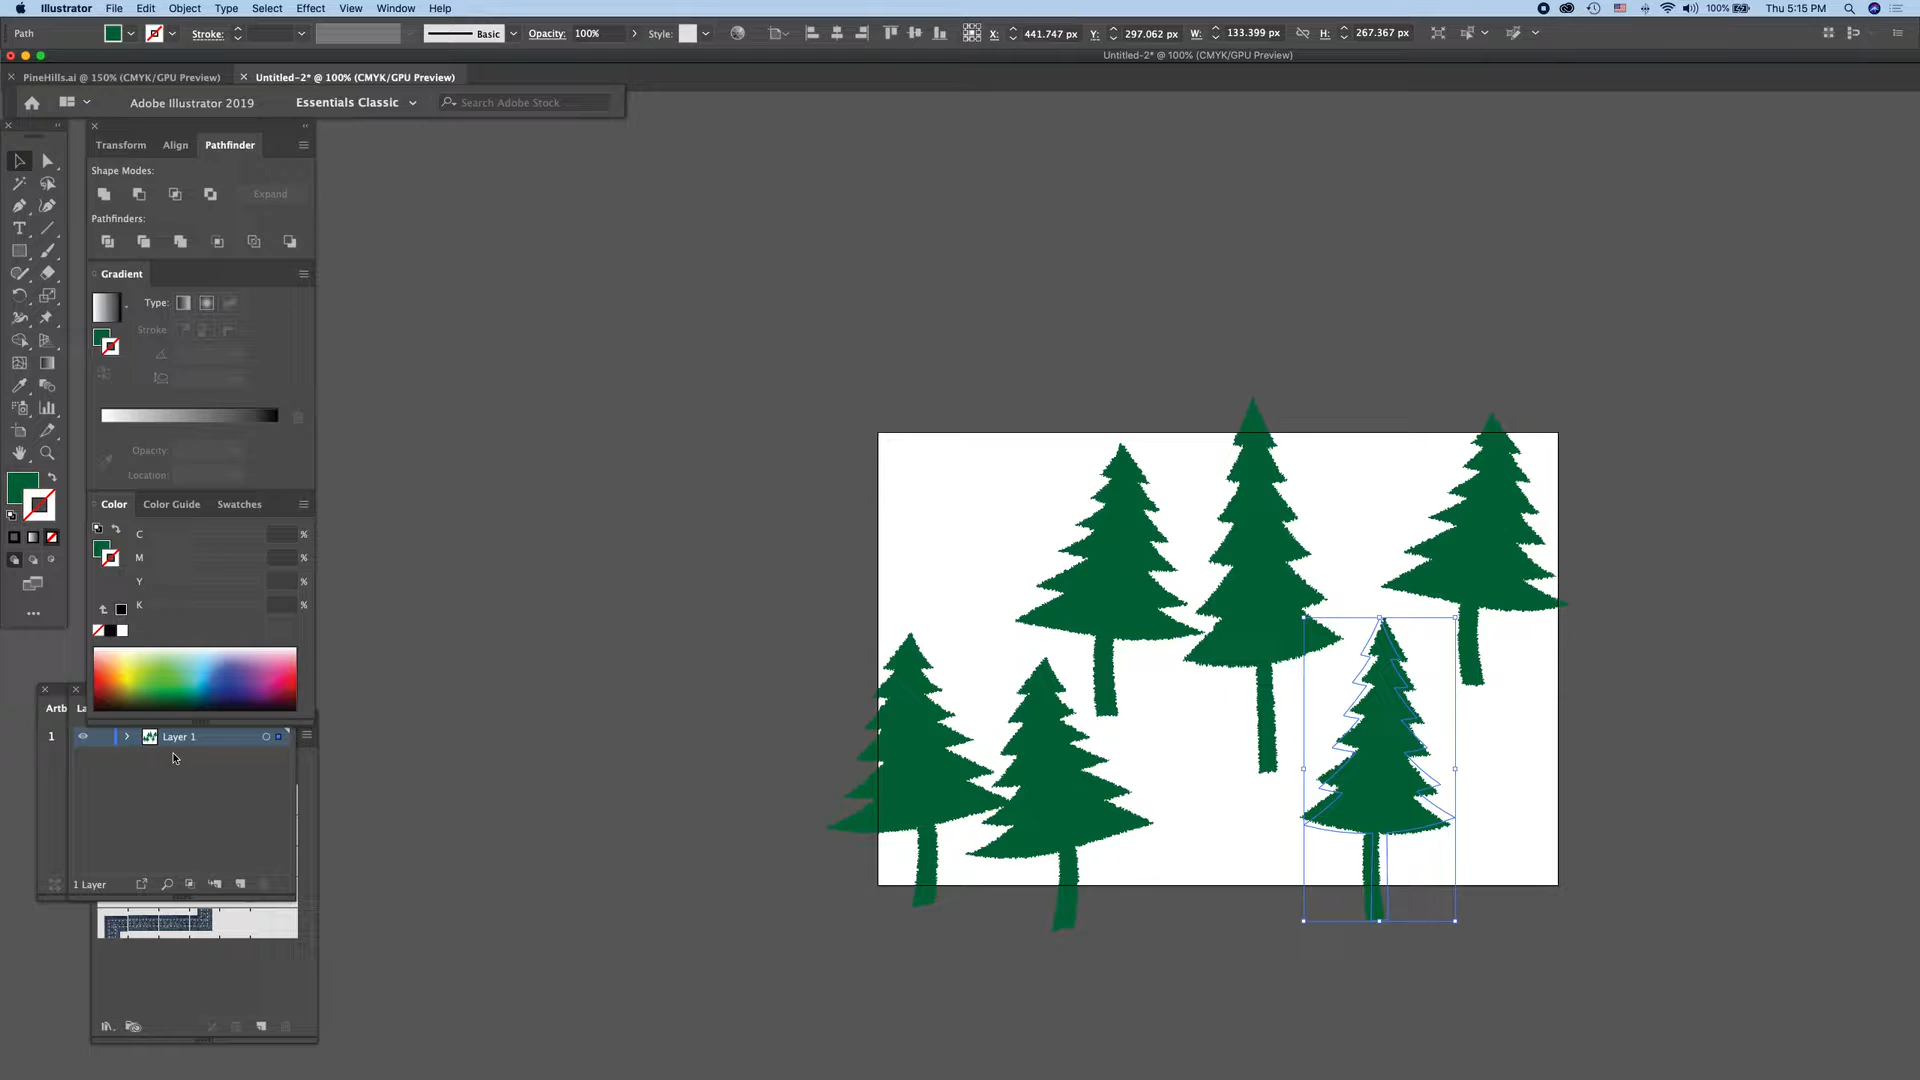 Illustrator File Edit Object Type Select Effect View Window Help 100% Thu 5:15 PM
Path Stroke: Basic Opacity: 100% Style: X: 441.747 px Y: 297.062 px W: 133.399 px H: 267.367 px
Untitled-2* @ 100% (CMYK/GPU Preview)
PineHills.ai @ 150% (CMYK/GPU Preview) Untitled-2* @ 100% (CMYK/GPU Preview)
Adobe Illustrator 2019 Essentials Classic Search Adobe Stock
Transform Align Pathfinder
Shape Modes:
Expand
Pathfinders:
Gradient
Type:
Stroke:
Opacity:
Location:
Color Color Guide Swatches
C %
M %
Y %
K %
Artb La
1 Layer 1
1 Layer